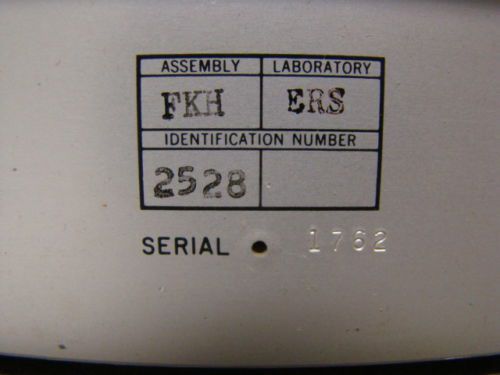 ASSEMBLY LABORATORY
FKH ERS
IDENTIFICATION NUMBER
2528
SERIAL 1762